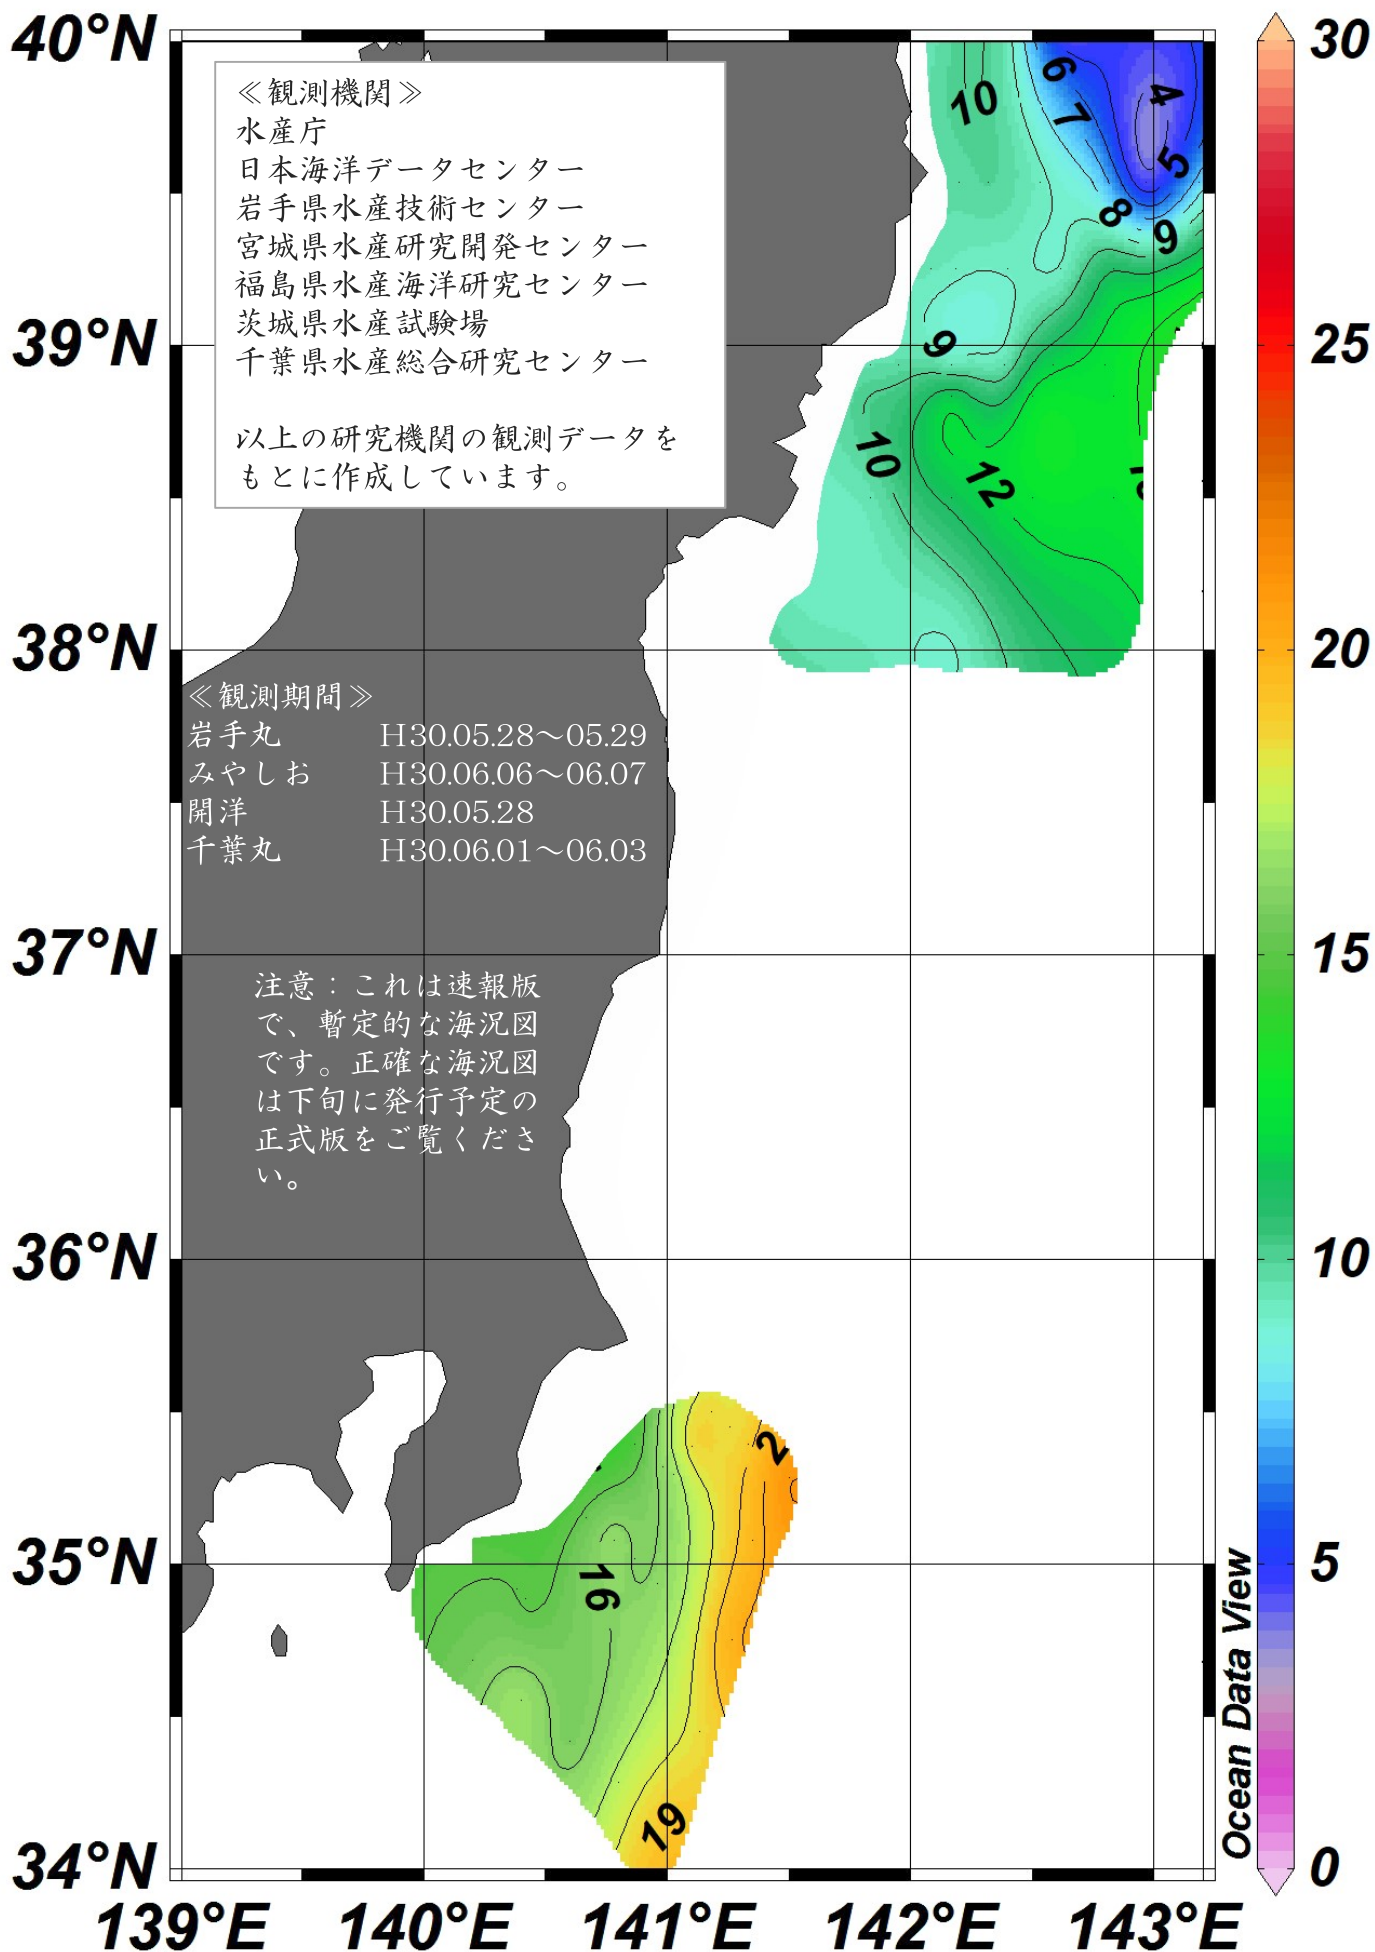 40°N
39°N
38°N
37°N
36°N
35°N
34°N
139°E 140°E 141°E 142°E 143°E
≪観測機関≫
水産庁
日本海洋データセンター
岩手県水産技術センター
宮城県水産研究開発センター
福島県水産海洋研究センター
茨城県水産試験場
千葉県水産総合研究センター
以上の研究機関の観測データを
もとに作成しています。
≪観測期間≫
岩手丸 H30.05.28～05.29
みやしお H30.06.06～06.07
開洋 H30.05.28
千葉丸 H30.06.01～06.03
注意：これは速報版
で、暫定的な海況図
です。正確な海況図
は下旬に発行予定の
正式版をご覧くださ
い。
10
6
7
4
5
8
9
9
10
12
2
16
19
30
25
20
15
10
5
0
Ocean Data View